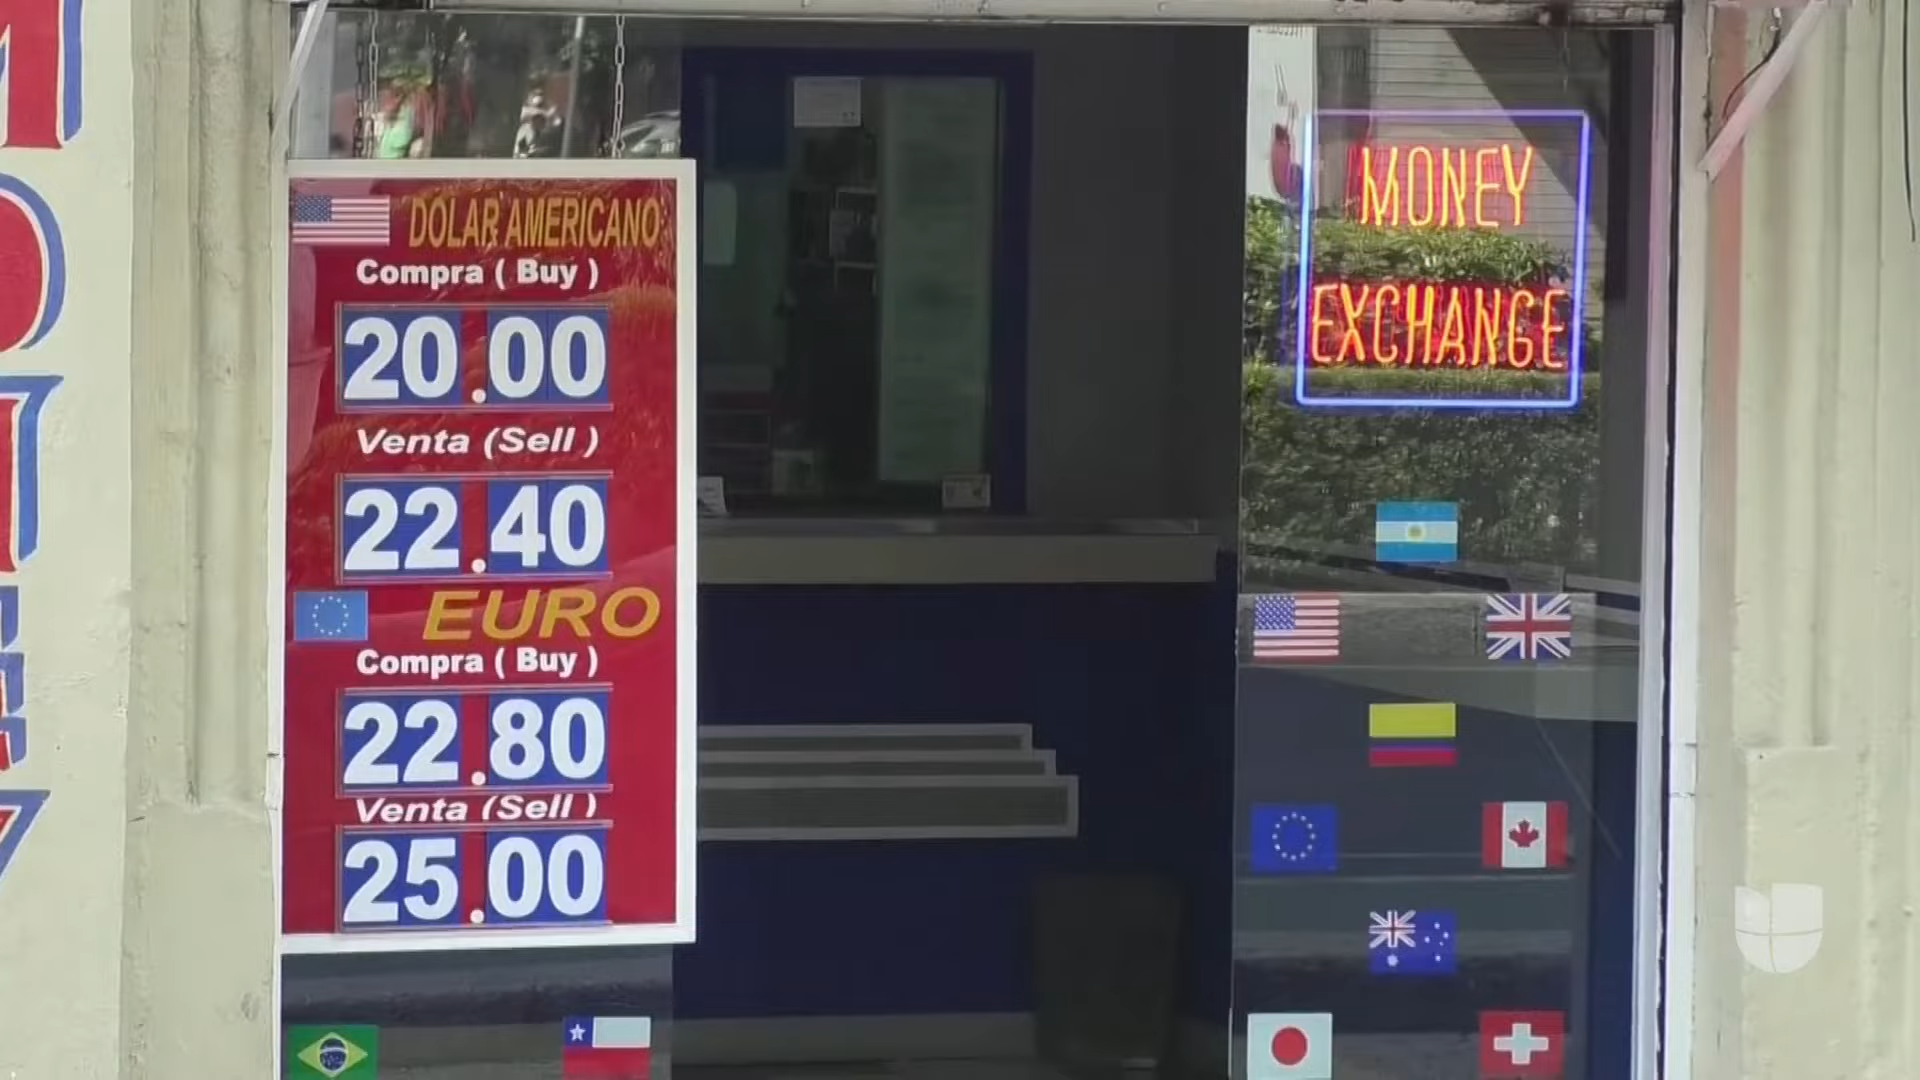 DOLAR AMERICANO
Compra ( Buy )
20.00
Venta (Sell )
22.40
EURO
Compra ( Buy )
22.80
Venta (Sell )
25.00
MONEY
EXCHANGE